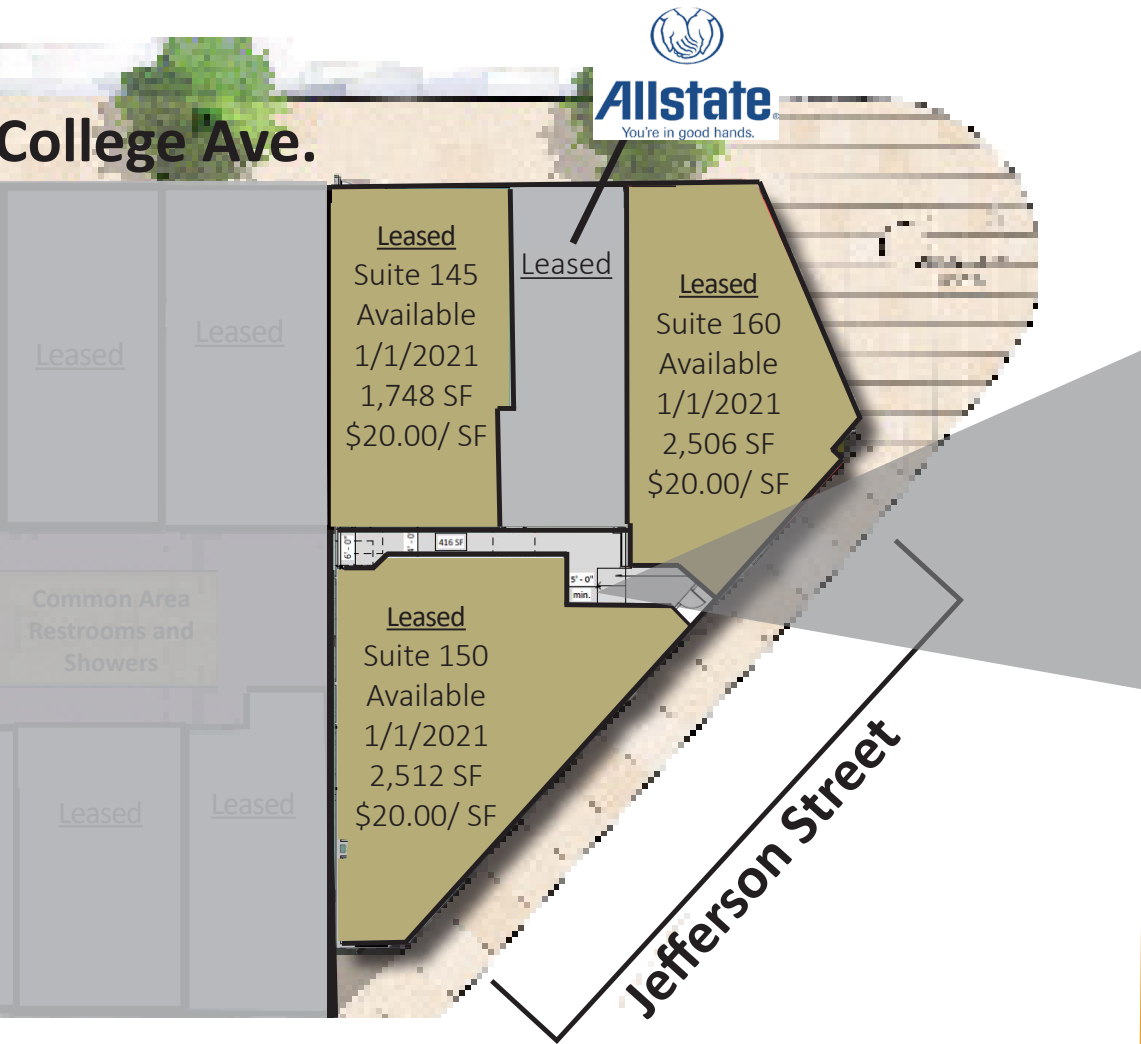 Allstate
You're in good hands.
College Ave.
Leased
Leased
Leased
Suite 145
Available
1/1/2021
1,748 SF
$20.00/ SF
Leased
Leased
Suite 160
Available
1/1/2021
2,506 SF
$20.00/ SF
6' - 0"
416 SF
5' - 0"
min.
Common Area
Restrooms and
Showers
Leased
Suite 150
Available
1/1/2021
2,512 SF
$20.00/ SF
Leased
Leased
Jefferson Street